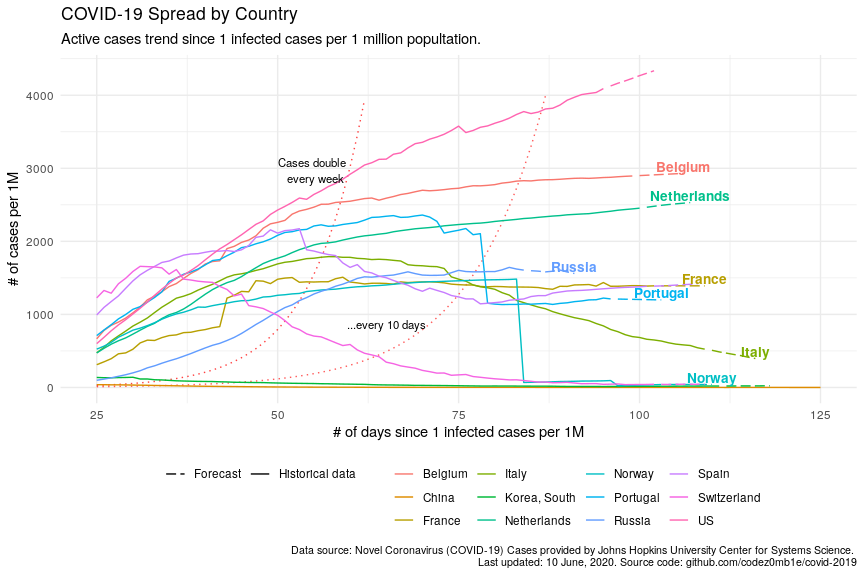 COVID-19 Spread by Country
Active cases trend since 1 infected cases per 1 million popultation.
# of cases per 1M
4000
3000
2000
1000
0
Cases double
every week
...every 10 days
Belgium
Netherlands
Russia
France
Portugal
Italy
Norway
25
50
75
100
125
# of days since 1 infected cases per 1M
Forecast Historical data
Belgium Italy Norway Spain
China Korea, South Portugal Switzerland
France Netherlands Russia US
Data source: Novel Coronavirus (COVID-19) Cases provided by Johns Hopkins University Center for Systems Science.
Last updated: 10 June, 2020. Source code: github.com/codez0mb1e/covid-2019